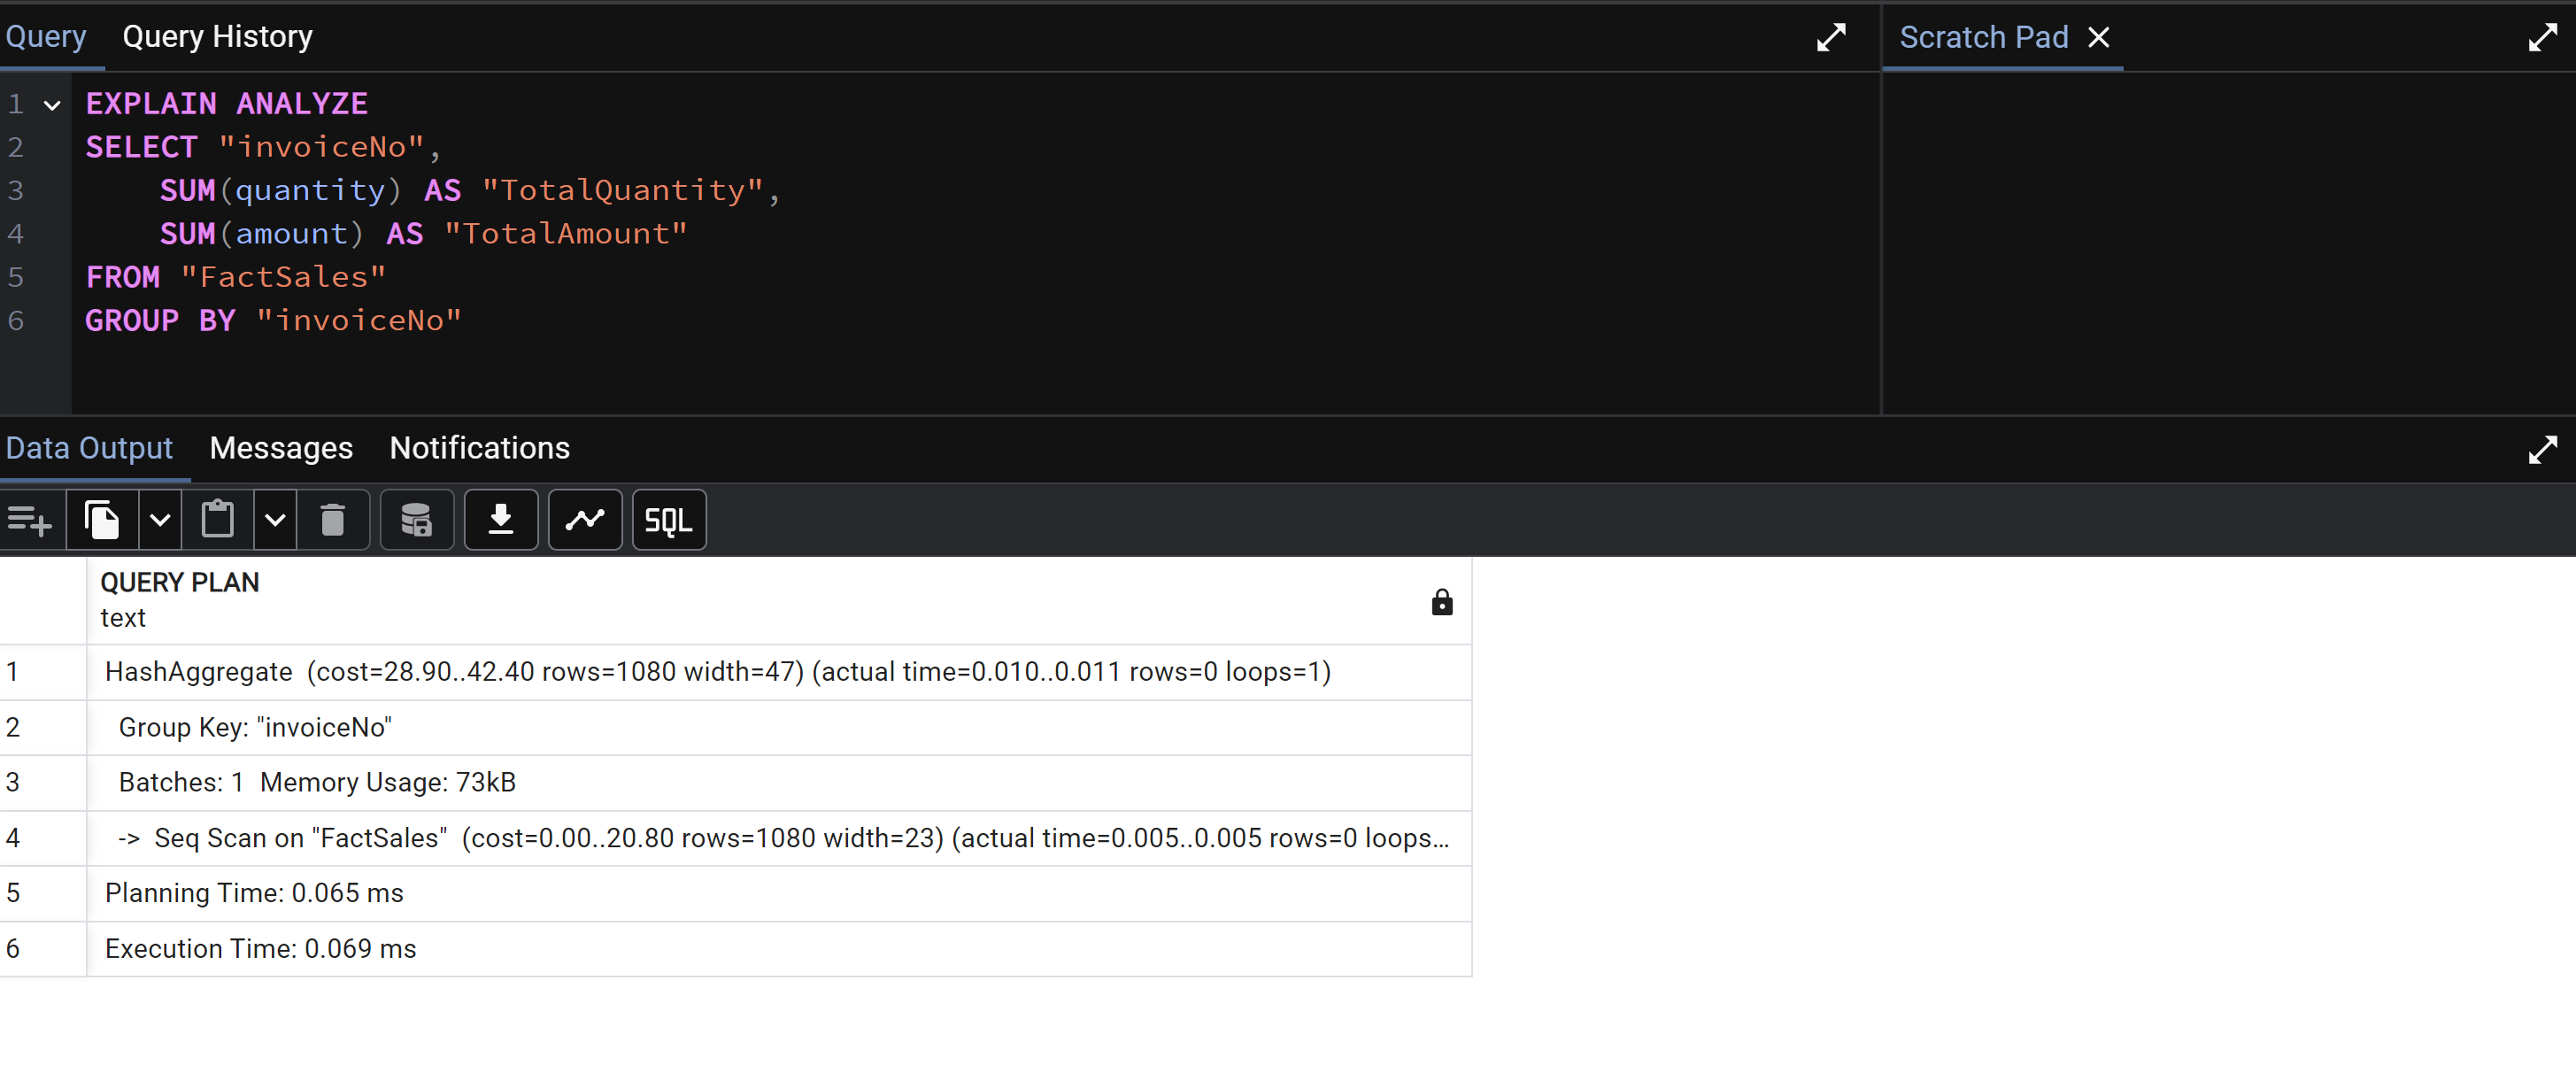 Query Query History Scratch Pad
1 EXPLAIN ANALYZE
2 SELECT "invoiceNo",
3 SUM(quantity) AS "TotalQuantity",
4 SUM(amount) AS "TotalAmount"
5 FROM "FactSales"
6 GROUP BY "invoiceNo"
Data Output Messages Notifications
SQL
QUERY PLAN
text
1 HashAggregate (cost=28.90..42.40 rows=1080 width=47) (actual time=0.010..0.011 rows=0 loops=1)
2 Group Key: "invoiceNo"
3 Batches: 1 Memory Usage: 73kB
4 -> Seq Scan on "FactSales" (cost=0.00..20.80 rows=1080 width=23) (actual time=0.005..0.005 rows=0 loops...
5 Planning Time: 0.065 ms
6 Execution Time: 0.069 ms